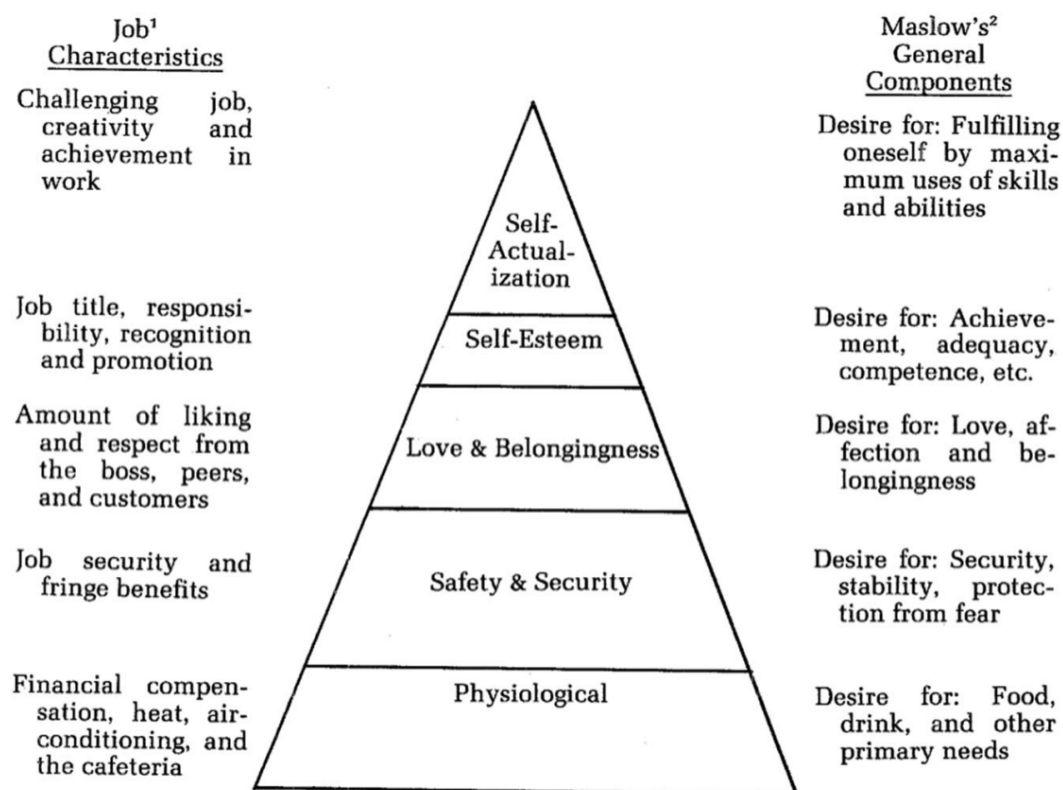 Job¹
Characteristics
Challenging job,
creativity and
achievement in
work
Job title, responsi-
bility, recognition
and promotion
Amount of liking
and respect from
the boss, peers,
and customers
Job security and
fringe benefits
Financial compen-
sation, heat, air-
conditioning, and
the cafeteria
Self-
Actual-
ization
Self-Esteem
Love & Belongingness
Safety & Security
Physiological
Maslow's²
General
Components
Desire for: Fulfilling
oneself by maxi-
mum uses of skills
and abilities
Desire for: Achieve-
ment, adequacy,
competence, etc.
Desire for: Love, af-
fection and be-
longingness
Desire for: Security,
stability, protec-
tion from fear
Desire for: Food,
drink, and other
primary needs